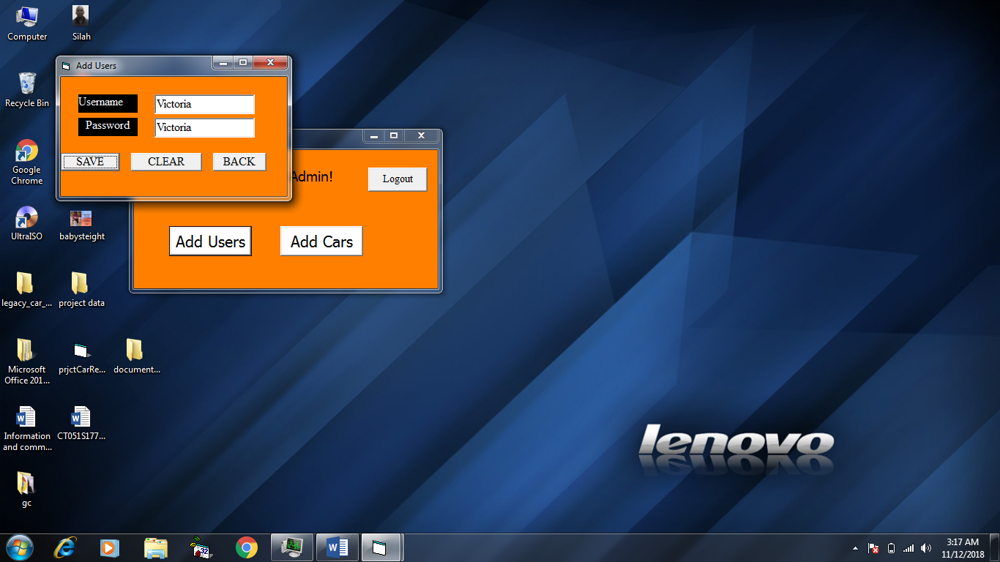 Computer
Silah
Recycle Bin
Google
Chrome
UltraISO
babysteight
legacy_car_...
project data
Microsoft
Office 201...
prjctCarRe...
document...
Information
and comm...
CT051S177...
gc
Add Users
Username
Victoria
Password
Victoria
SAVE
CLEAR
BACK
Admin!
Logout
Add Users
Add Cars
lenovo
32
3:17 AM
11/12/2018